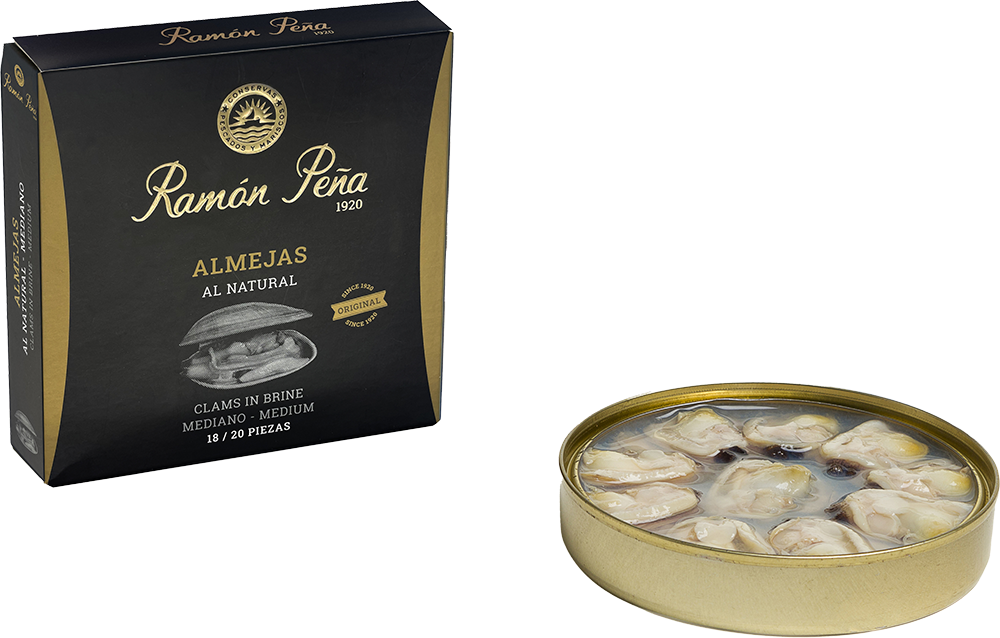 Ramón Peña
1920
CONSERVAS
PESCADOS Y MARISCOS
Ramón Peña
1920
ALMEJAS
AL NATURAL
SINCE 1920
ORIGINAL
SINCE 1920
CLAMS IN BRINE
MEDIANO - MEDIUM
18 / 20 PIEZAS
Ramón Peña
ALMEJAS
AL NATURAL - MEDIANO
CLAMS IN BRINE - MEDIUM